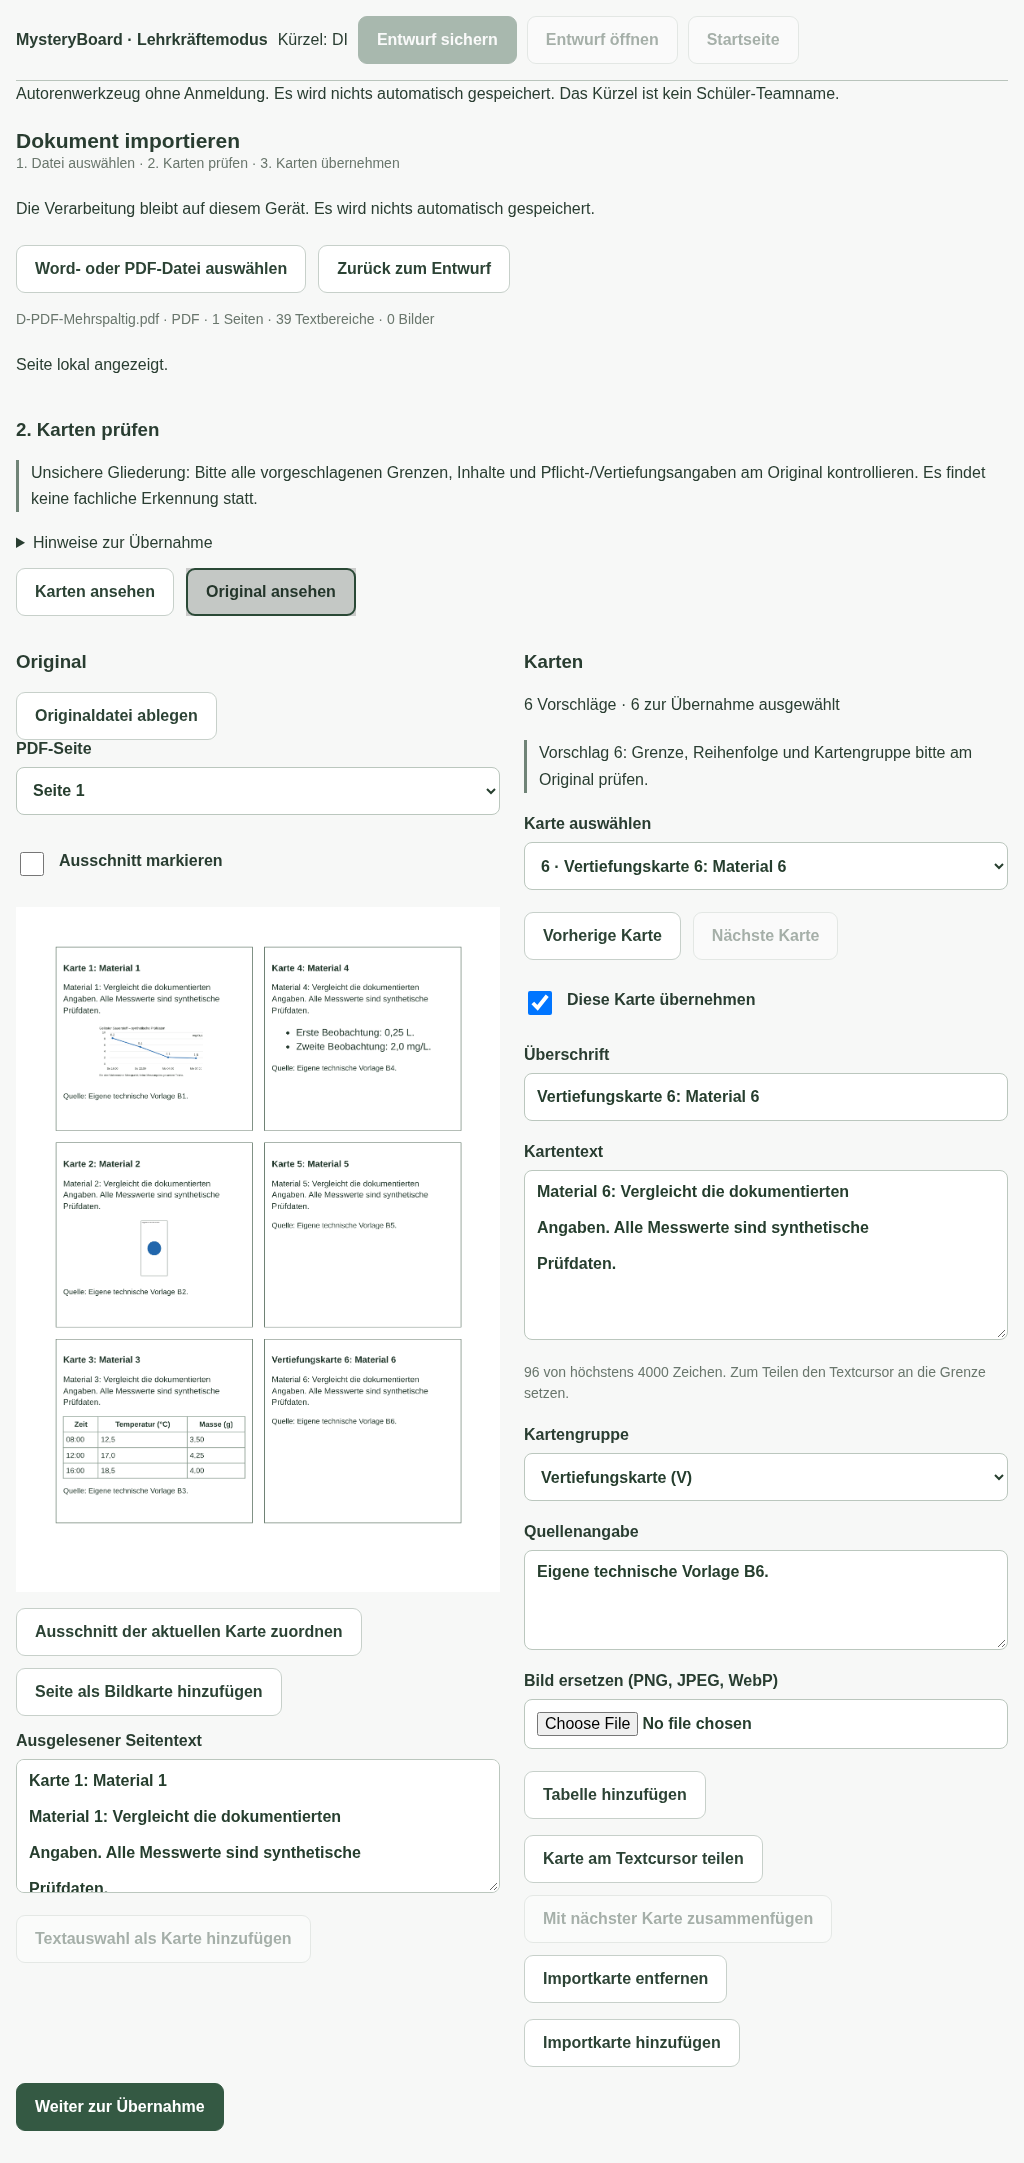 MysteryBoard · Lehrkräftemodus Kürzel: DI Entwurf sichern Entwurf öffnen Startseite
Autorenwerkzeug ohne Anmeldung. Es wird nichts automatisch gespeichert. Das Kürzel ist kein Schüler-Teamname.
Dokument importieren
1. Datei auswählen · 2. Karten prüfen · 3. Karten übernehmen
Die Verarbeitung bleibt auf diesem Gerät. Es wird nichts automatisch gespeichert.
Word- oder PDF-Datei auswählen Zurück zum Entwurf
D-PDF-Mehrspaltig.pdf · PDF · 1 Seiten · 39 Textbereiche · 0 Bilder
Seite lokal angezeigt.
2. Karten prüfen
Unsichere Gliederung: Bitte alle vorgeschlagenen Grenzen, Inhalte und Pflicht-/Vertiefungsangaben am Original kontrollieren. Es findet
keine fachliche Erkennung statt.
Hinweise zur Übernahme
Karten ansehen Original ansehen
Original
Originaldatei ablegen
PDF-Seite
Seite 1
Ausschnitt markieren
Karte 1: Material 1
Material 1: Vergleicht die dokumentierten
Angaben. Alle Messwerte sind synthetische
Prüfdaten.
Quelle: Eigene technische Vorlage B1.
Karte 4: Material 4
Material 4: Vergleicht die dokumentierten
Angaben. Alle Messwerte sind synthetische
Prüfdaten.
• Erste Beobachtung: 0,25 L.
• Zweite Beobachtung: 2,0 mg/L.
Quelle: Eigene technische Vorlage B4.
Karte 2: Material 2
Material 2: Vergleicht die dokumentierten
Angaben. Alle Messwerte sind synthetische
Prüfdaten.
Quelle: Eigene technische Vorlage B2.
Karte 5: Material 5
Material 5: Vergleicht die dokumentierten
Angaben. Alle Messwerte sind synthetische
Prüfdaten.
Quelle: Eigene technische Vorlage B5.
Karte 3: Material 3
Material 3: Vergleicht die dokumentierten
Angaben. Alle Messwerte sind synthetische
Prüfdaten.
Zeit Temperatur (°C) Masse (g)
08:00 12,5 3,50
12:00 17,0 4,25
16:00 18,5 4,00
Quelle: Eigene technische Vorlage B3.
Vertiefungskarte 6: Material 6
Material 6: Vergleicht die dokumentierten
Angaben. Alle Messwerte sind synthetische
Prüfdaten.
Quelle: Eigene technische Vorlage B6.
Ausschnitt der aktuellen Karte zuordnen
Seite als Bildkarte hinzufügen
Ausgelesener Seitentext
Karte 1: Material 1
Material 1: Vergleicht die dokumentierten
Angaben. Alle Messwerte sind synthetische
Prüfdaten.
Textauswahl als Karte hinzufügen
Karten
6 Vorschläge · 6 zur Übernahme ausgewählt
Vorschlag 6: Grenze, Reihenfolge und Kartengruppe bitte am
Original prüfen.
Karte auswählen
6 · Vertiefungskarte 6: Material 6
Vorherige Karte Nächste Karte
Diese Karte übernehmen
Überschrift
Vertiefungskarte 6: Material 6
Kartentext
Material 6: Vergleicht die dokumentierten
Angaben. Alle Messwerte sind synthetische
Prüfdaten.
96 von höchstens 4000 Zeichen. Zum Teilen den Textcursor an die Grenze
setzen.
Kartengruppe
Vertiefungskarte (V)
Quellenangabe
Eigene technische Vorlage B6.
Bild ersetzen (PNG, JPEG, WebP)
Choose File No file chosen
Tabelle hinzufügen
Karte am Textcursor teilen
Mit nächster Karte zusammenfügen
Importkarte entfernen
Importkarte hinzufügen
Weiter zur Übernahme